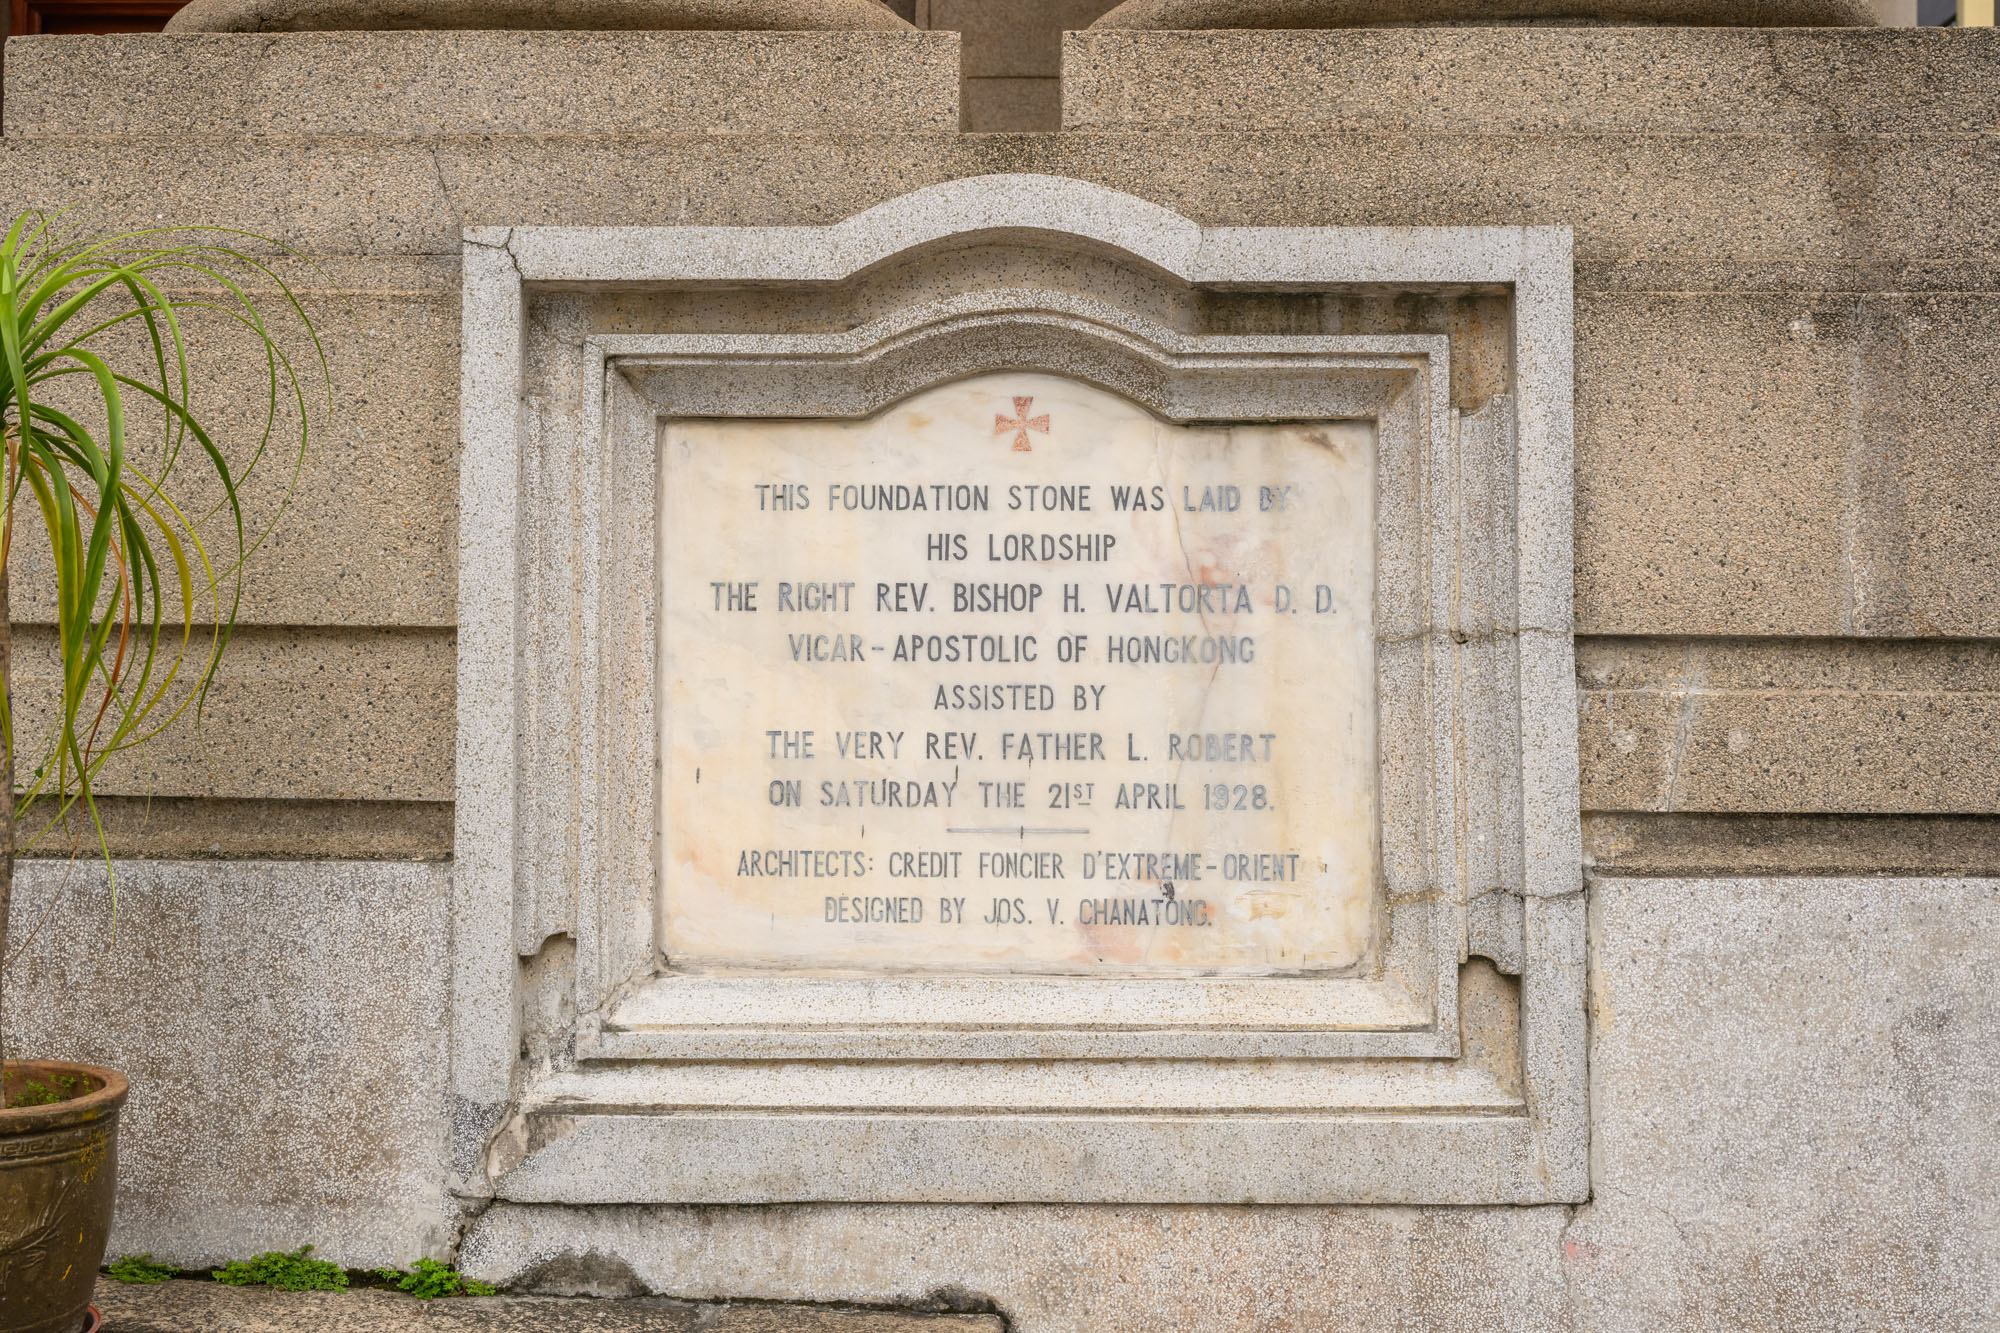 THIS FOUNDATION STONE WAS LAID BY
HIS LORDSHIP
THE RIGHT REV. BISHOP H. VALTORTA D. D.
VICAR-APOSTOLIC OF HONGKONG
ASSISTED BY
THE VERY REV. FATHER L. ROBERT
ON SATURDAY THE 21ST APRIL 1928.
ARCHITECTS: CREDIT FONCIER D'EXTREME-ORIENT
DESIGNED BY JOS. V. CHANATONG.